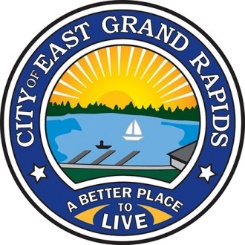 CITY OF EAST GRAND RAPIDS
A BETTER PLACE
TO
LIVE